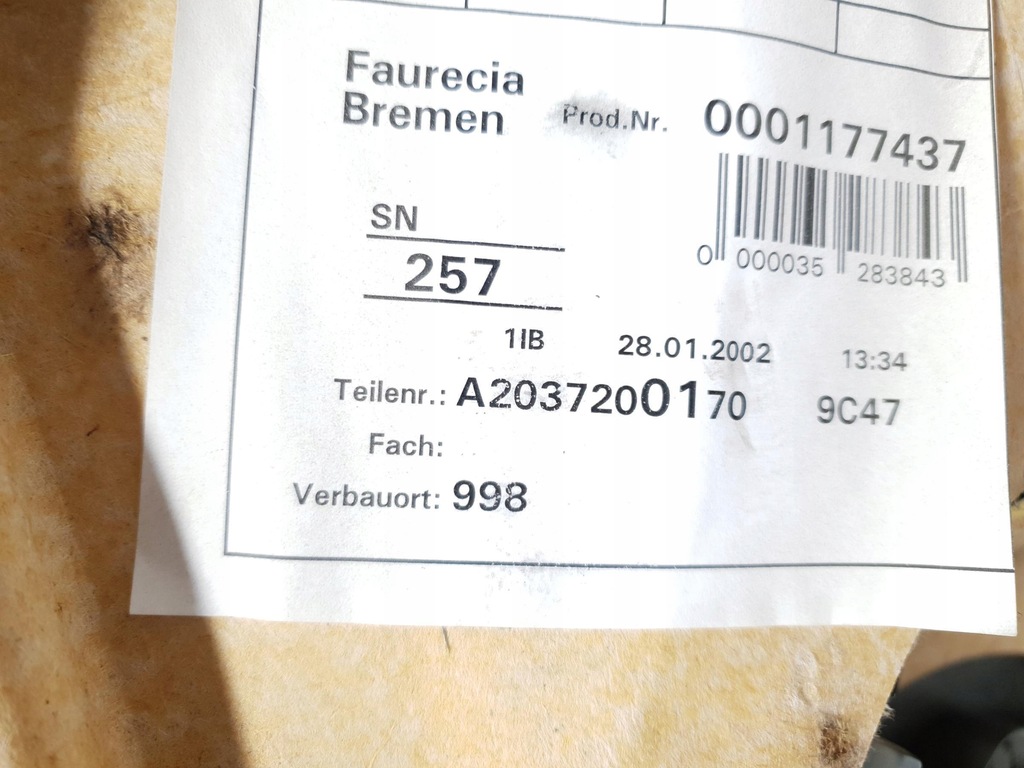 Faurecia
Bremen Prod.Nr. 0001177437
0 000035 283843
SN
257
1IB 28.01.2002 13:34
Teilenr.: A2037200170 9C47
Fach:
Verbauort: 998